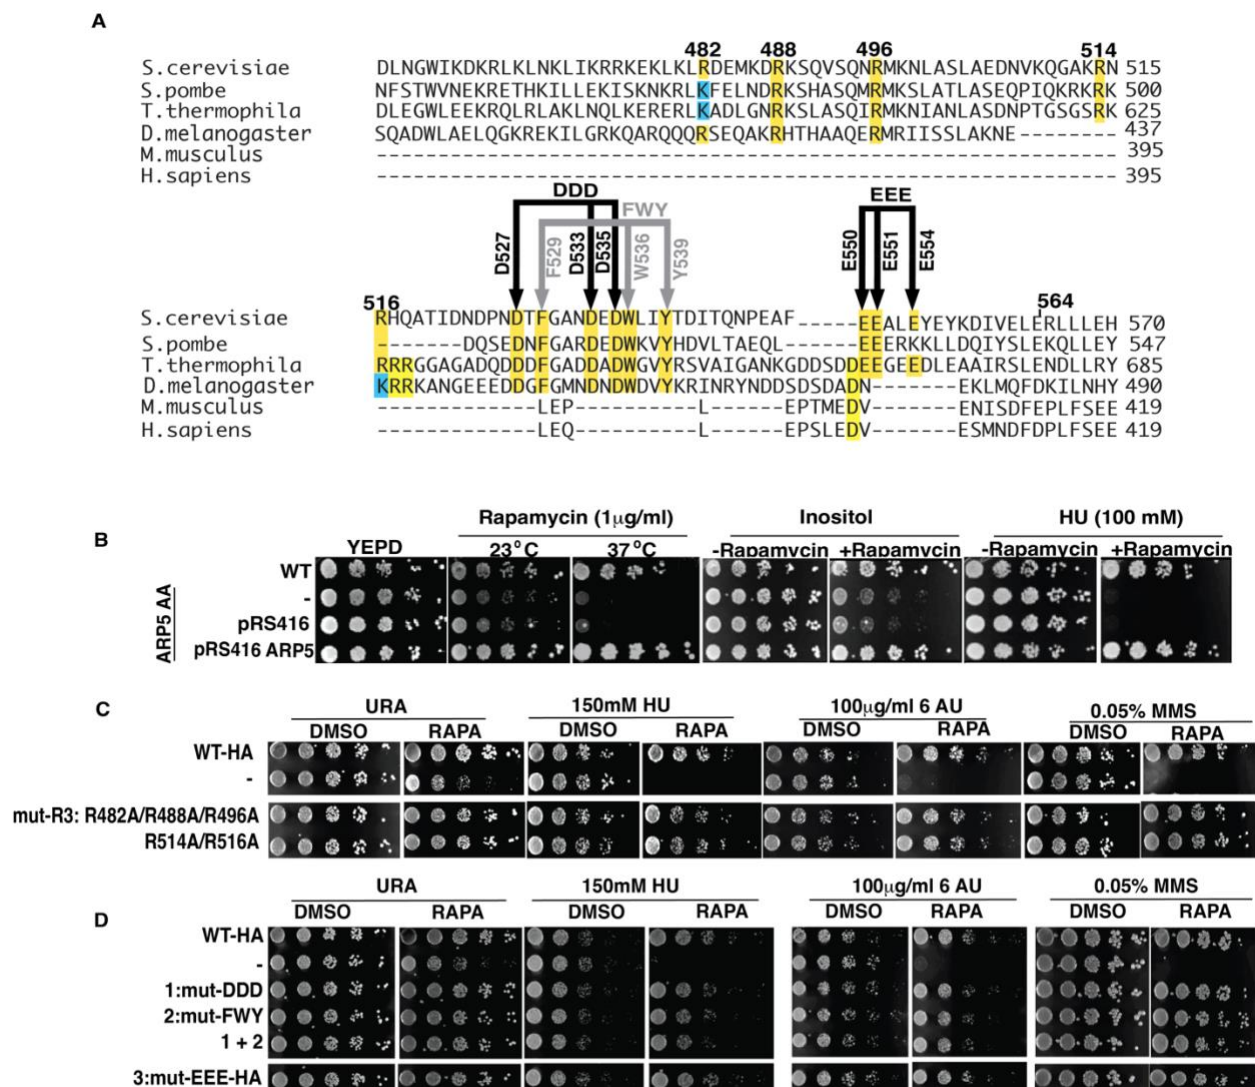 A
482 488 496 514
S.cerevisiae DLNGWIKDKRLKLNKLIKRRKEKLKLRDEMKDRKSQVSQNRMKNLASLAEDNVKQGAKRN 515
S.pombe NFSTWVNEKRETHKILLEKISKNKRLKFELNDRKSHASQMRMKSLATLASEQPIQKRKRK 500
T.thermophila DLEGWLEEKRQLRLAKLNQLKERERLKADLGNRKSLASQIRMKNIANLASDNPTGSGSRK 625
D.melanogaster SQADWLAELQGKREKILGRKQARQQQRSEQAKRHTHAAQERMRIISSLAKNE-------- 437
M.musculus ------------------------------------------------------------ 395
H.sapiens ------------------------------------------------------------ 395
DDD FWY EEE
D527 F529 D533 D535 W536 Y539 E550 E551 E554
516 564
S.cerevisiae RHQATIDNDPNDTFGANDEDWLIYTDITQNPEAF-----EEALEYEYKDIVELERLLLEH 570
S.pombe -------DQSEDNFGARDEDWKVYHDVLTAEQL------EEERKKLLDQIYSLEKQLLEY 547
T.thermophila RRRGGAGADQDDDFGADDADWGVYRSVAIGANKGDDSDDEEGEEDLEAAIRSLENLLRRY 685
D.melanogaster KRRKANGEEEDDGFGMNDNDWDVYKRINRYNDDSDSDADN------EKLMQFDKILNHY 490
M.musculus -------------LEP----------L------EPTMEDV-------ENISDFEPLFSEE 419
H.sapiens -------------LEQ----------L------EPSLEDV-------ESMNDFDPLFSEE 419
B
Rapamycin (1µg/ml) Inositol HU (100 mM)
YEPD 23°C 37°C -Rapamycin +Rapamycin -Rapamycin +Rapamycin
WT
ARP5 AA
-
pRS416
pRS416 ARP5
C
URA 150mM HU 100µg/ml 6 AU 0.05% MMS
DMSO RAPA DMSO RAPA DMSO RAPA DMSO RAPA
WT-HA
-
mut-R3: R482A/R488A/R496A
R514A/R516A
D
URA 150mM HU 100µg/ml 6 AU 0.05% MMS
DMSO RAPA DMSO RAPA DMSO RAPA DMSO RAPA
WT-HA
-
1:mut-DDD
2:mut-FWY
1 + 2
3:mut-EEE-HA